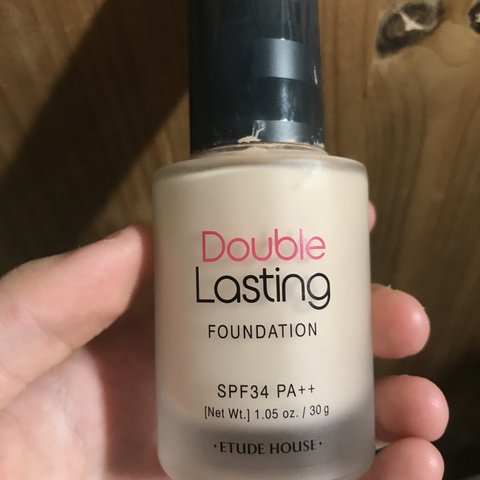 Double
Lasting
FOUNDATION
SPF34 PA++
[Net Wt.] 1.05 oz. / 30 g
·ETUDE HOUSE·